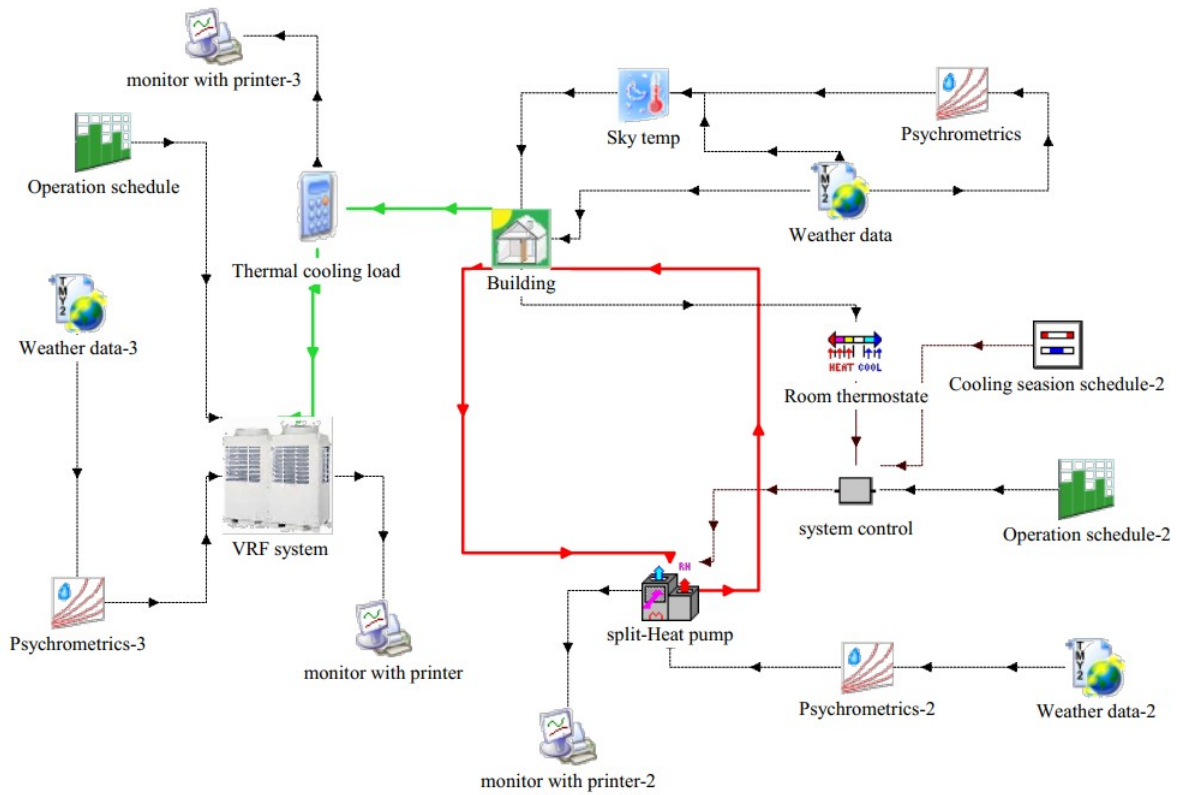 monitor with printer-3
Sky temp
Psychrometrics
Operation schedule
TMY2
Weather data
Thermal cooling load
Building
TMY2
Weather data-3
HEAT COOL
Room thermostate
Cooling seasion schedule-2
system control
Operation schedule-2
VRF system
RH
split-Heat pump
Psychrometrics-3
monitor with printer
TMY2
Psychrometrics-2
Weather data-2
monitor with printer-2